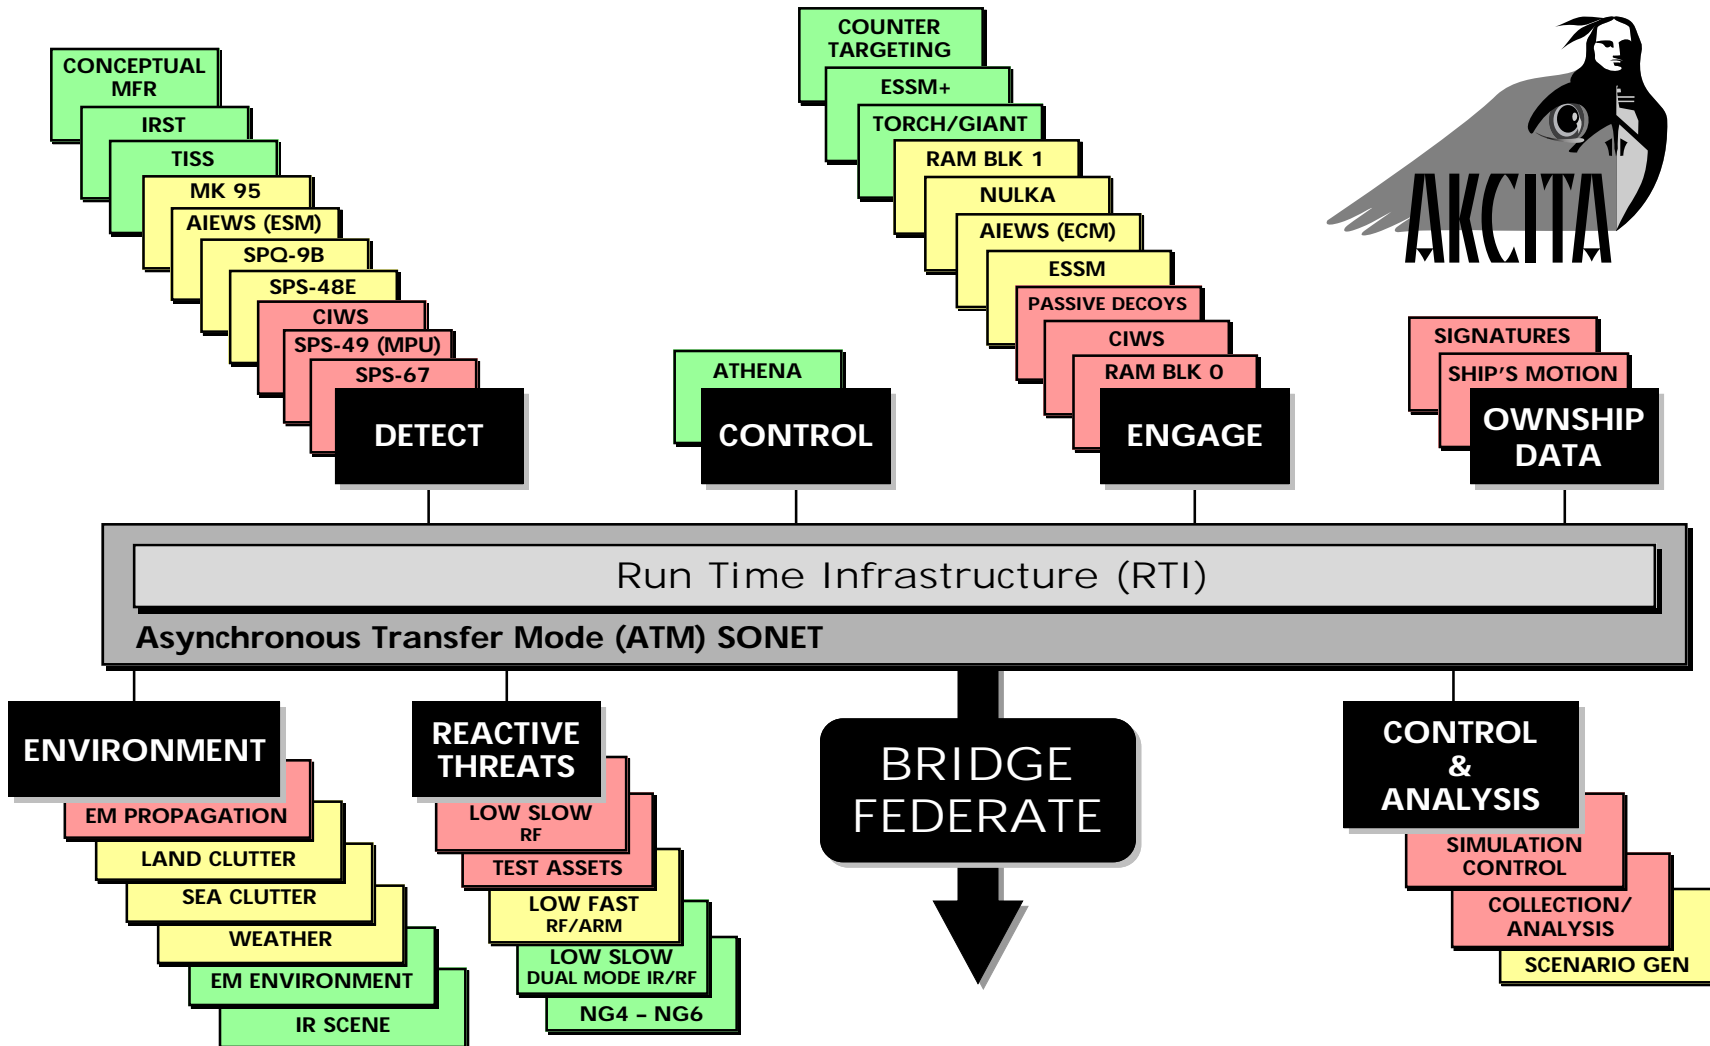 CONCEPTUAL
MFR
IRST
TISS
MK 95
AIEWS (ESM)
SPQ-9B
SPS-48E
CIWS
SPS-49 (MPU)
SPS-67
DETECT
ATHENA
CONTROL
COUNTER
TARGETING
ESSM+
TORCH/GIANT
RAM BLK 1
NULKA
AIEWS (ECM)
ESSM
PASSIVE DECOYS
CIWS
RAM BLK 0
ENGAGE
AKCITA
SIGNATURES
SHIP'S MOTION
OWNSHIP
DATA
Run Time Infrastructure (RTI)
Asynchronous Transfer Mode (ATM) SONET
ENVIRONMENT
EM PROPAGATION
LAND CLUTTER
SEA CLUTTER
WEATHER
EM ENVIRONMENT
IR SCENE
REACTIVE
THREATS
LOW SLOW
RF
TEST ASSETS
LOW FAST
RF/ARM
LOW SLOW
DUAL MODE IR/RF
NG4 – NG6
BRIDGE
FEDERATE
CONTROL
&
ANALYSIS
SIMULATION
CONTROL
COLLECTION/
ANALYSIS
SCENARIO GEN